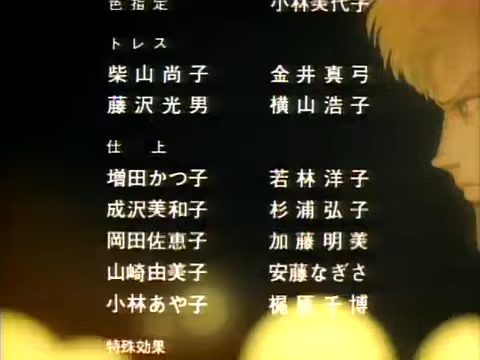 色指定 小林美代子
トレス
柴山尚子 金井真弓
藤沢光男 横山浩子
仕上
増田かつ子 若林洋子
成沢美和子 杉浦弘子
岡田佐恵子 加藤明美
山崎由美子 安藤なぎさ
小林あや子 梶原千博
特殊効果